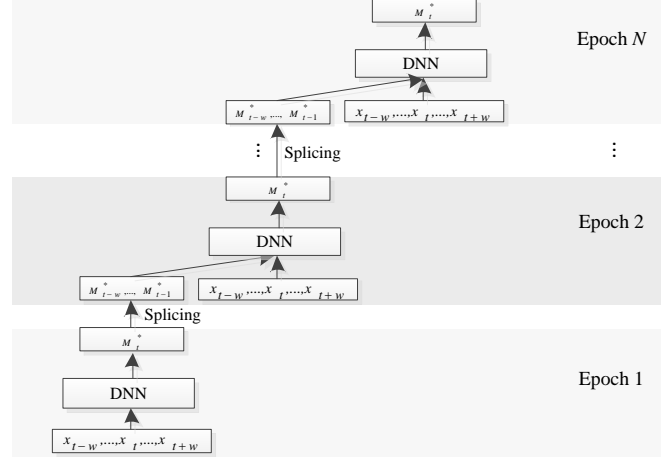 M*t
Epoch N
DNN
M*t-w,..., M*t-1
xt-w,...,xt,...,xt+w
⋮ Splicing ⋮
M*t
Epoch 2
DNN
M*t-w,..., M*t-1
xt-w,...,xt,...,xt+w
Splicing
M*t
Epoch 1
DNN
xt-w,...,xt,...,xt+w